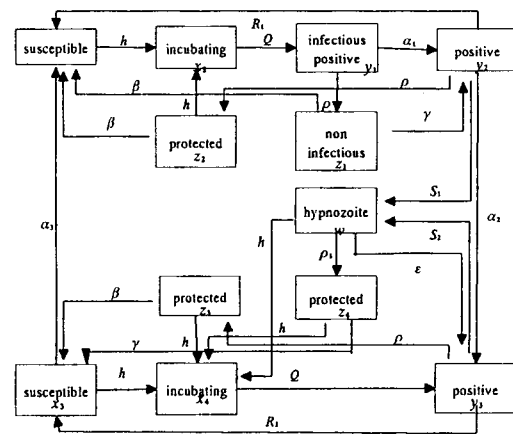 R₁
susceptible
h
incubating
x₂
Q
infectious
positive
y₁
α₁
positive
y₂
β
h
ρ
ρ
β
protected
z₂
non
infectious
z₁
γ
hypnozoite
w
S₁
S₂
α₂
α₃
h
ρ₁
ε
β
protected
z₃
protected
z₄
h
h
γ
ρ
susceptible
x₃
h
incubating
x₄
Q
positive
y₃
R₂